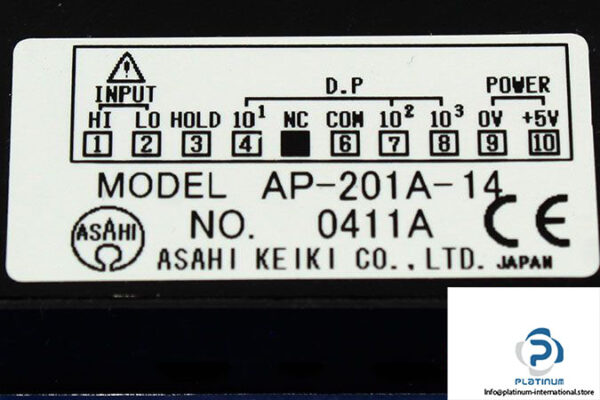 D.P POWER
INPUT
HI LO HOLD 10¹ NC COM 10² 10³ 0V +5V
1 2 3 4 6 7 8 9 10
MODEL AP-201A-14
ASAHI NO. 0411A CE
ASAHI KEIKI CO.,LTD. JAPAN
PLATINUM
Info@platinum-international.store